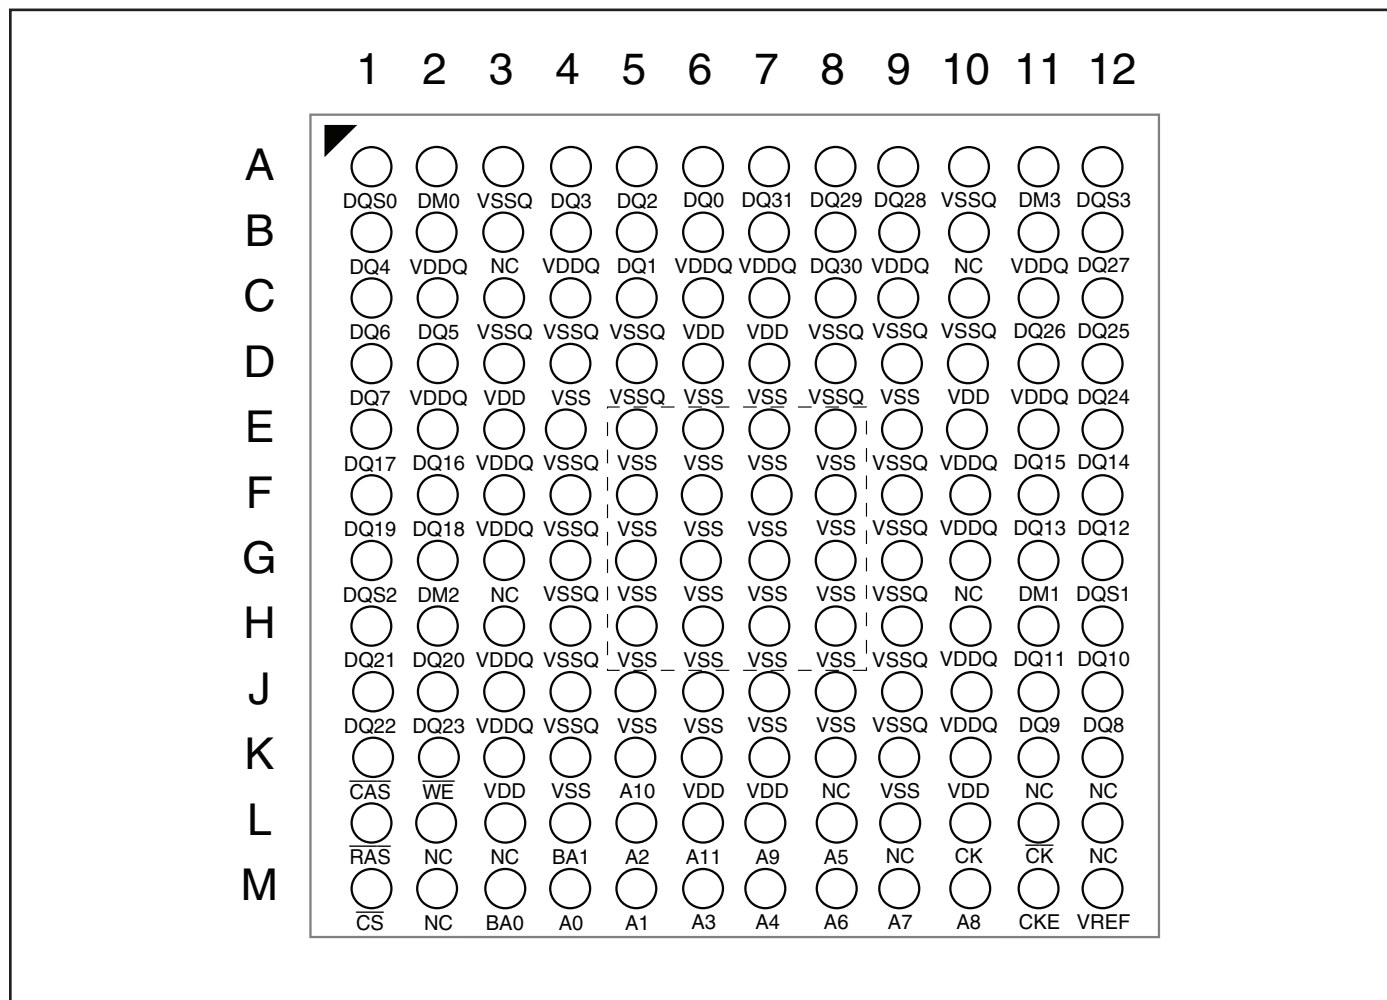 1 2 3 4 5 6 7 8 9 10 11 12
A
DQS0 DM0 VSSQ DQ3 DQ2 DQ0 DQ31 DQ29 DQ28 VSSQ DM3 DQS3
B
DQ4 VDDQ NC VDDQ DQ1 VDDQ VDDQ DQ30 VDDQ NC VDDQ DQ27
C
DQ6 DQ5 VSSQ VSSQ VSSQ VDD VDD VSSQ VSSQ VSSQ DQ26 DQ25
D
DQ7 VDDQ VDD VSS VSSQ VSS VSS VSSQ VSS VDD VDDQ DQ24
E
DQ17 DQ16 VDDQ VSSQ VSS VSS VSS VSS VSSQ VDDQ DQ15 DQ14
F
DQ19 DQ18 VDDQ VSSQ VSS VSS VSS VSS VSSQ VDDQ DQ13 DQ12
G
DQS2 DM2 NC VSSQ VSS VSS VSS VSS VSSQ NC DM1 DQS1
H
DQ21 DQ20 VDDQ VSSQ VSS VSS VSS VSS VSSQ VDDQ DQ11 DQ10
J
DQ22 DQ23 VDDQ VSSQ VSS VSS VSS VSS VSSQ VDDQ DQ9 DQ8
K
C̅A̅S̅ W̅E̅ VDD VSS A10 VDD VDD NC VSS VDD NC NC
L
R̅A̅S̅ NC NC BA1 A2 A11 A9 A5 NC CK C̅K̅ NC
M
C̅S̅ NC BA0 A0 A1 A3 A4 A6 A7 A8 CKE VREF